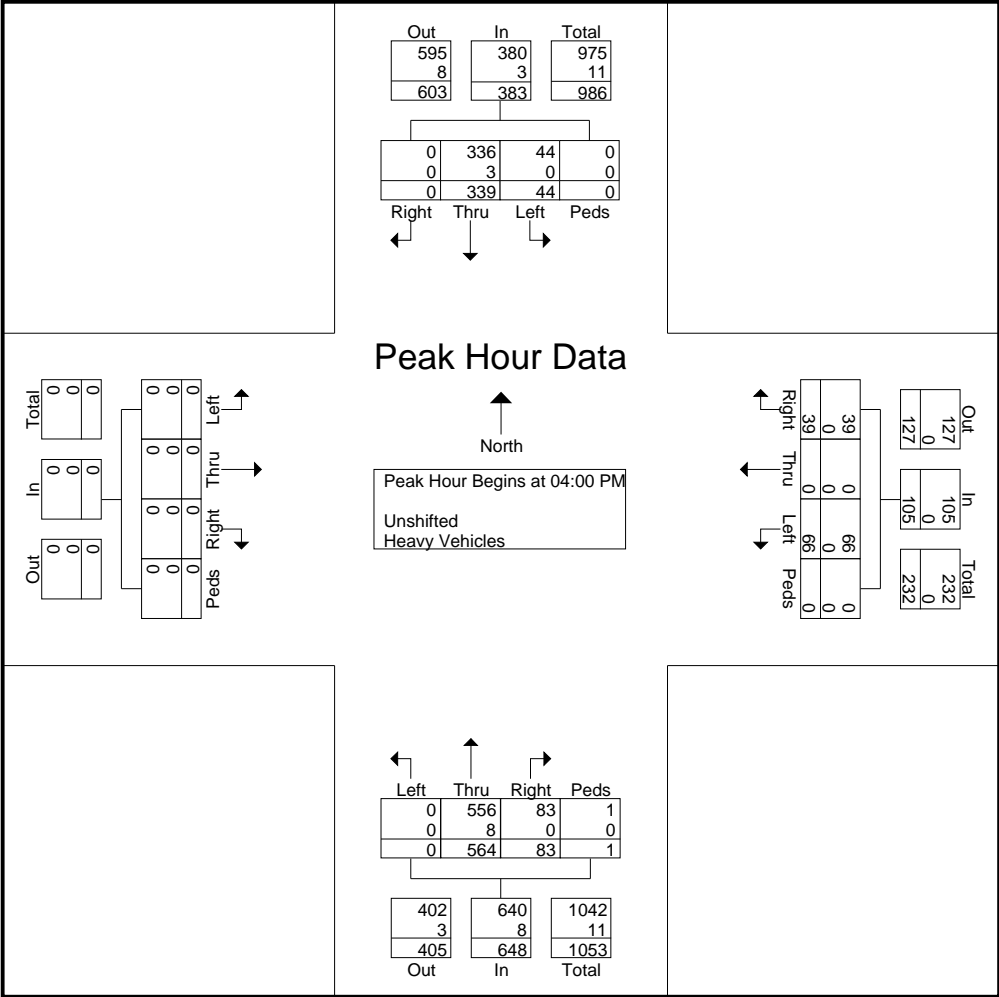 Out In Total
595 380 975
8 3 11
603 383 986
0 336 44 0
0 3 0 0
0 339 44 0
Right Thru Left Peds
Peak Hour Data
North
Peak Hour Begins at 04:00 PM
Unshifted
Heavy Vehicles
Total
0 0 0
In
0 0 0
Out
0 0 0
Left
0 0 0
Thru
0 0 0
Right
0 0 0
Peds
0 0 0
Right
39 0 39
Thru
0 0 0
Left
66 0 66
Peds
0 0 0
Out
127 0 127
In
105 0 105
Total
232 0 232
Left Thru Right Peds
0 556 83 1
0 8 0 0
0 564 83 1
402 640 1042
3 8 11
405 648 1053
Out In Total